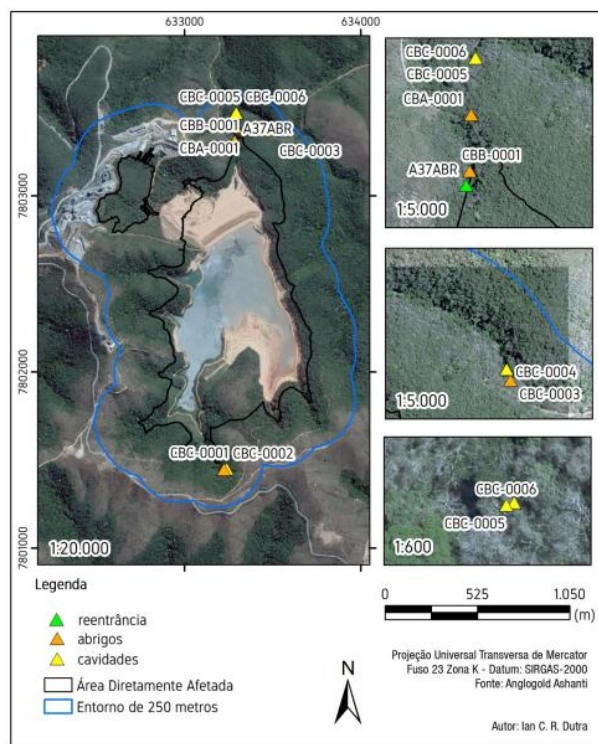 633000
634000
7803000
7802000
7801000
CBC-0005 CBC-0006
CBB-0001 A37ABR
CBA-0001
CBC-0003
CBC-0001 CBC-0002
1:20.000
CBC-0006
CBC-0005
CBA-0001
CBB-0001
A37ABR
1:5.000
CBC-0004
CBC-0003
1:5.000
CBC-0006
CBC-0005
1:600
Legenda
reentrância
abrigos
cavidades
Área Diretamente Afetada
Entorno de 250 metros
N
0 525 1.050
(m)
Projeção Universal Transversa de Mercator
Fuso 23 Zona K - Datum: SIRGAS-2000
Fonte: Anglogold Ashanti
Autor: Ian C. R. Dutra